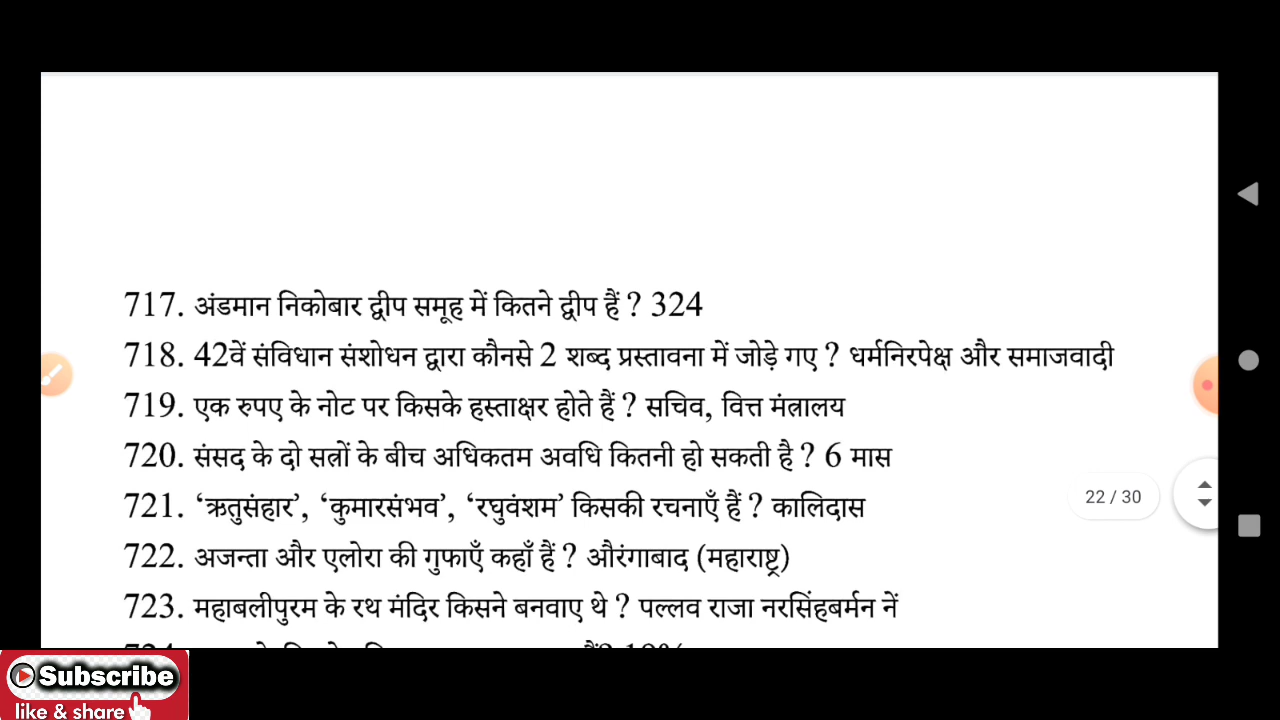 717. अंडमान निकोबार द्वीप समूह में कितने द्वीप हैं ? 324
718. 42वें संविधान संशोधन द्वारा कौनसे 2 शब्द प्रस्तावना में जोड़े गए ? धर्मनिरपेक्ष और समाजवादी
719. एक रुपए के नोट पर किसके हस्ताक्षर होते हैं ? सचिव, वित्त मंत्रालय
720. संसद के दो सत्रों के बीच अधिकतम अवधि कितनी हो सकती है ? 6 मास
22 / 30
721. ‘ऋतुसंहार’, ‘कुमारसंभव’, ‘रघुवंशम’ किसकी रचनाएँ हैं ? कालिदास
722. अजन्ता और एलोरा की गुफाएँ कहाँ हैं ? औरंगाबाद (महाराष्ट्र)
723. महाबलीपुरम के रथ मंदिर किसने बनवाए थे ? पल्लव राजा नरसिंहबर्मन नें
Subscribe
like & share